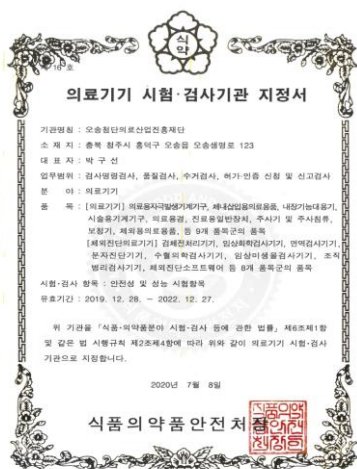 식약
제 16 호
의료기기 시험·검사기관 지정서
기관명칭 : 오송첨단의료산업진흥재단
소 재 지 : 충북 청주시 흥덕구 오송읍 오송생명로 123
대 표 자 : 박 구 선
업무범위 : 검사명령검사, 품질검사, 수거검사, 허가·인증 신청 및 신고검사
분 야 : 의료기기
품 목 : [의료기기] 의료용자극발생기계기구, 체내삽입용의료용품, 내장기능대용기,
시술용기계기구, 의료용경, 진료용일반장치, 주사기 및 주사침류,
보청기, 체외용의료용품, 등 9개 품목군의 품목
[체외진단의료기기] 검체전처리기기, 임상화학검사기기, 면역검사기기,
분자진단기기, 수혈의학검사기기, 임상미생물검사기기, 조직
병리검사기기, 체외진단소프트웨어 등 8개 품목군의 품목
시험·검사 항목 : 안전성 및 성능 시험항목
유효기간 : 2019. 12. 28. ~ 2022. 12. 27.
위 기관을 「식품·의약품분야 시험·검사 등에 관한 법률」 제6조제1항
및 같은 법 시행규칙 제2조제4항에 따라 위와 같이 의료기기 시험·검사
기관으로 지정합니다.
2020년 7월 8일
식품의약품안전처장